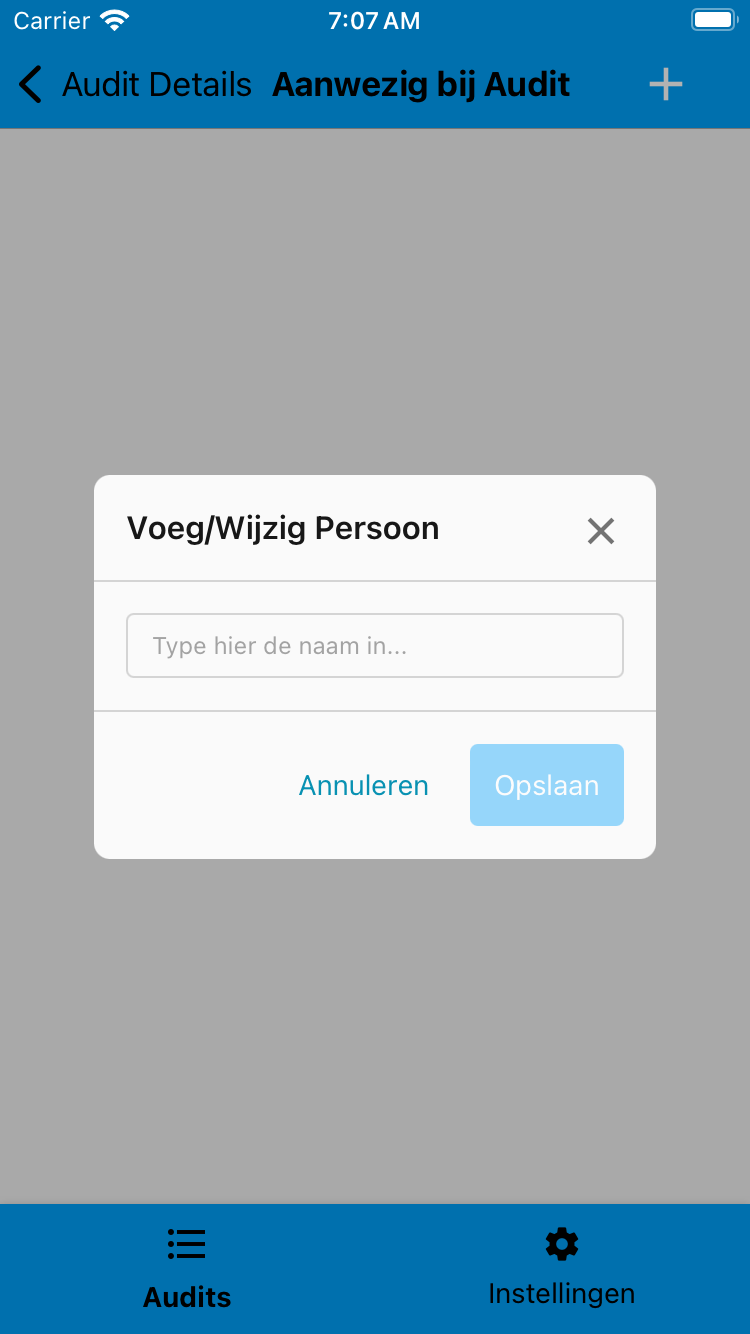 Carrier 7:07 AM
Audit Details Aanwezig bij Audit
Voeg/Wijzig Persoon
Type hier de naam in...
Annuleren Opslaan
Audits Instellingen